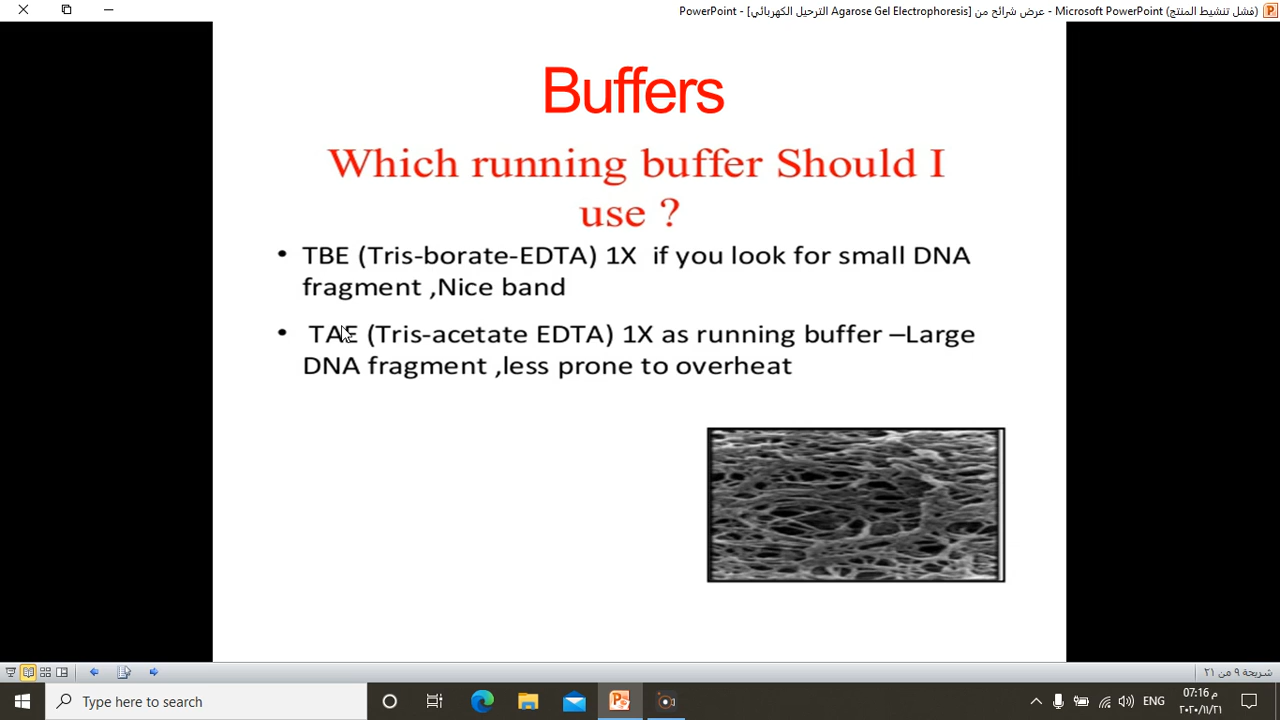 PowerPoint - [الترحيل الكهربائي Agarose Gel Electrophoresis] عرض شرائح من - Microsoft PowerPoint (فشل تنشيط المنتج)
Buffers
Which running buffer Should I
use ?
• TBE (Tris-borate-EDTA) 1X if you look for small DNA
fragment ,Nice band
• TAE (Tris-acetate EDTA) 1X as running buffer –Large
DNA fragment ,less prone to overheat
شريحة ٩ من ٢١
Type here to search
ENG
07:16 م
٢٠٢٠/١١/٢١